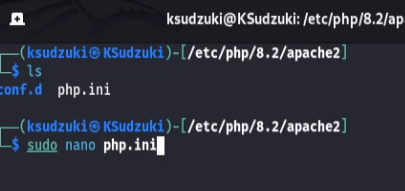 ksudzuki@KSudzuki: /etc/php/8.2/ap
┌──(ksudzuki㉿KSudzuki)-[/etc/php/8.2/apache2]
└─$ ls
conf.d  php.ini
┌──(ksudzuki㉿KSudzuki)-[/etc/php/8.2/apache2]
└─$ sudo nano php.ini